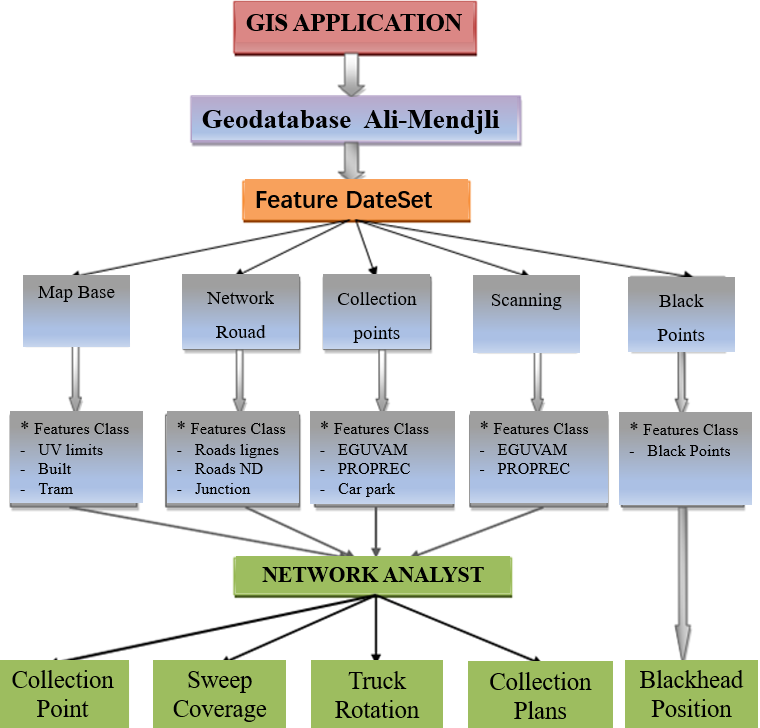 GIS APPLICATION
Geodatabase Ali-Mendjli
Feature DateSet
Map Base
Network
Rouad
Collection
points
Scanning
Black
Points
* Features Class
- UV limits
- Built
- Tram
* Features Class
- Roads lignes
- Roads ND
- Junction
* Features Class
- EGUVAM
- PROPREC
- Car park
* Features Class
- EGUVAM
- PROPREC
* Features Class
- Black Points
NETWORK ANALYST
Collection
Point
Sweep
Coverage
Truck
Rotation
Collection
Plans
Blackhead
Position